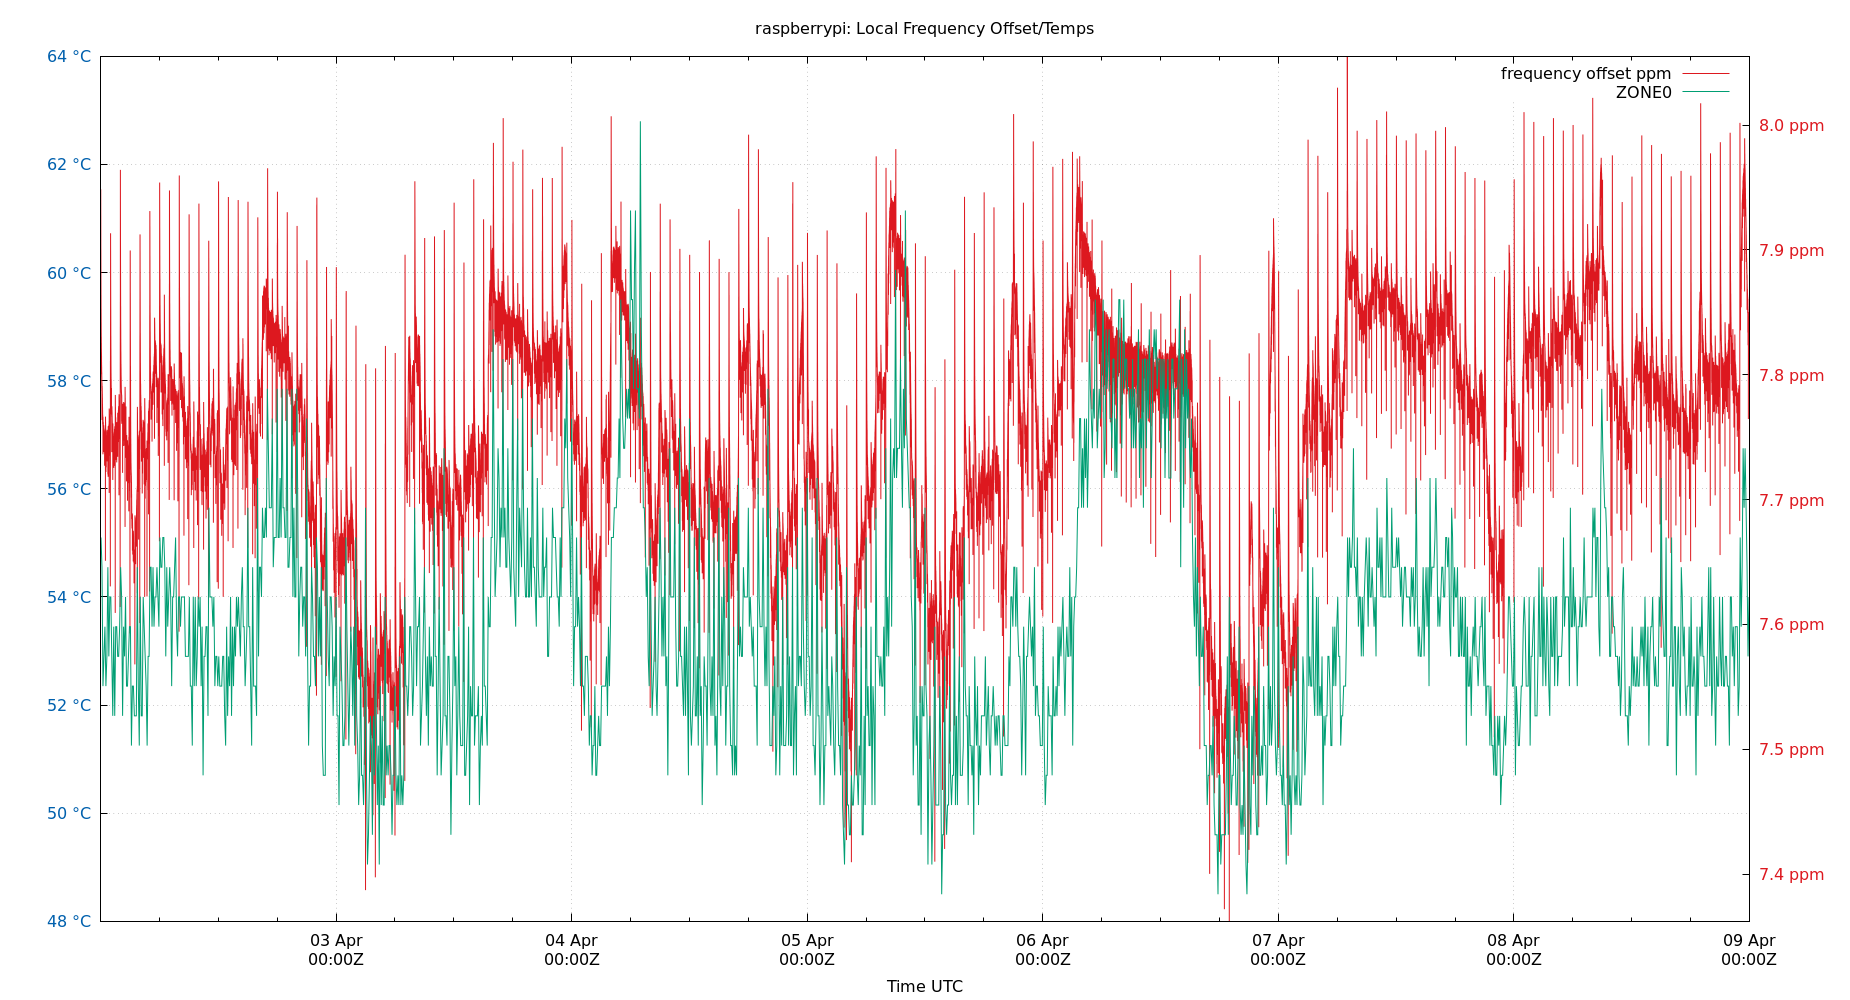 raspberrypi: Local Frequency Offset/Temps
frequency offset ppm
ZONE0
64 °C
62 °C
60 °C
58 °C
56 °C
54 °C
52 °C
50 °C
48 °C
8.0 ppm
7.9 ppm
7.8 ppm
7.7 ppm
7.6 ppm
7.5 ppm
7.4 ppm
03 Apr
00:00Z
04 Apr
00:00Z
05 Apr
00:00Z
06 Apr
00:00Z
07 Apr
00:00Z
08 Apr
00:00Z
09 Apr
00:00Z
Time UTC